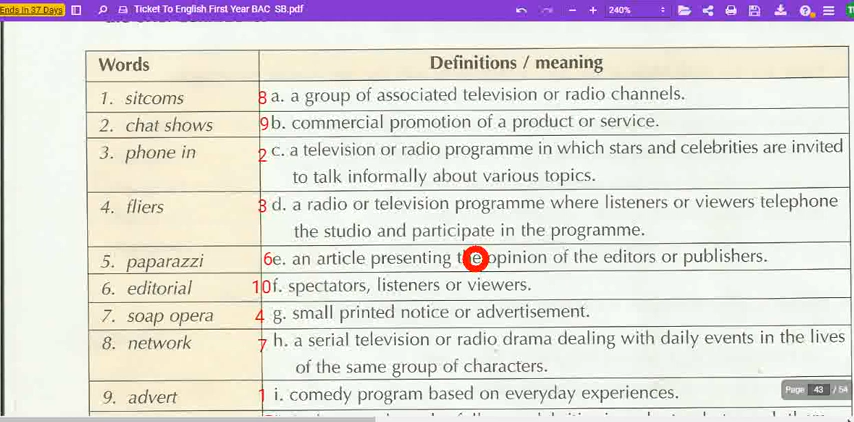 Ends in 37 Days
Ticket To English First Year BAC SB.pdf
240%
Words Definitions / meaning
1. sitcoms 8 a. a group of associated television or radio channels.
2. chat shows 9 b. commercial promotion of a product or service.
3. phone in 2 c. a television or radio programme in which stars and celebrities are invited
to talk informally about various topics.
4. fliers 3 d. a radio or television programme where listeners or viewers telephone
the studio and participate in the programme.
5. paparazzi 6 e. an article presenting the opinion of the editors or publishers.
6. editorial 10 f. spectators, listeners or viewers.
7. soap opera 4 g. small printed notice or advertisement.
8. network 7 h. a serial television or radio drama dealing with daily events in the lives
of the same group of characters.
9. advert 1 i. comedy program based on everyday experiences.
Page 43 / 54